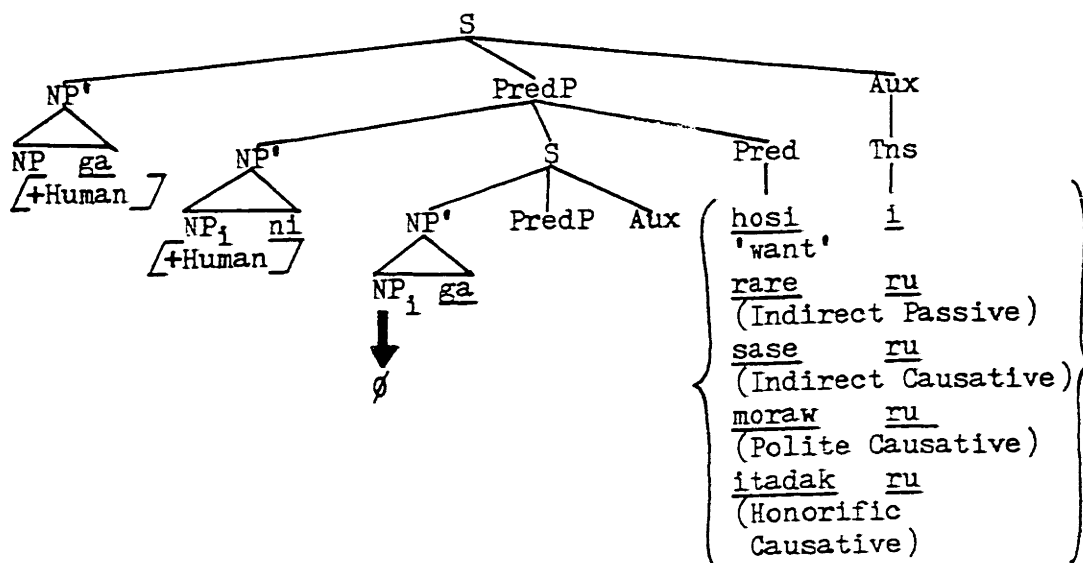 S
NP' PredP Aux
NP ga NP' S Pred Tns
[+Human]
NPi ni NP' PredP Aux hosi i
[+Human] 'want'
NPi ga rare ru
(Indirect Passive)
∅ sase ru
(Indirect Causative)
moraw ru
(Polite Causative)
itadak ru
(Honorific
Causative)